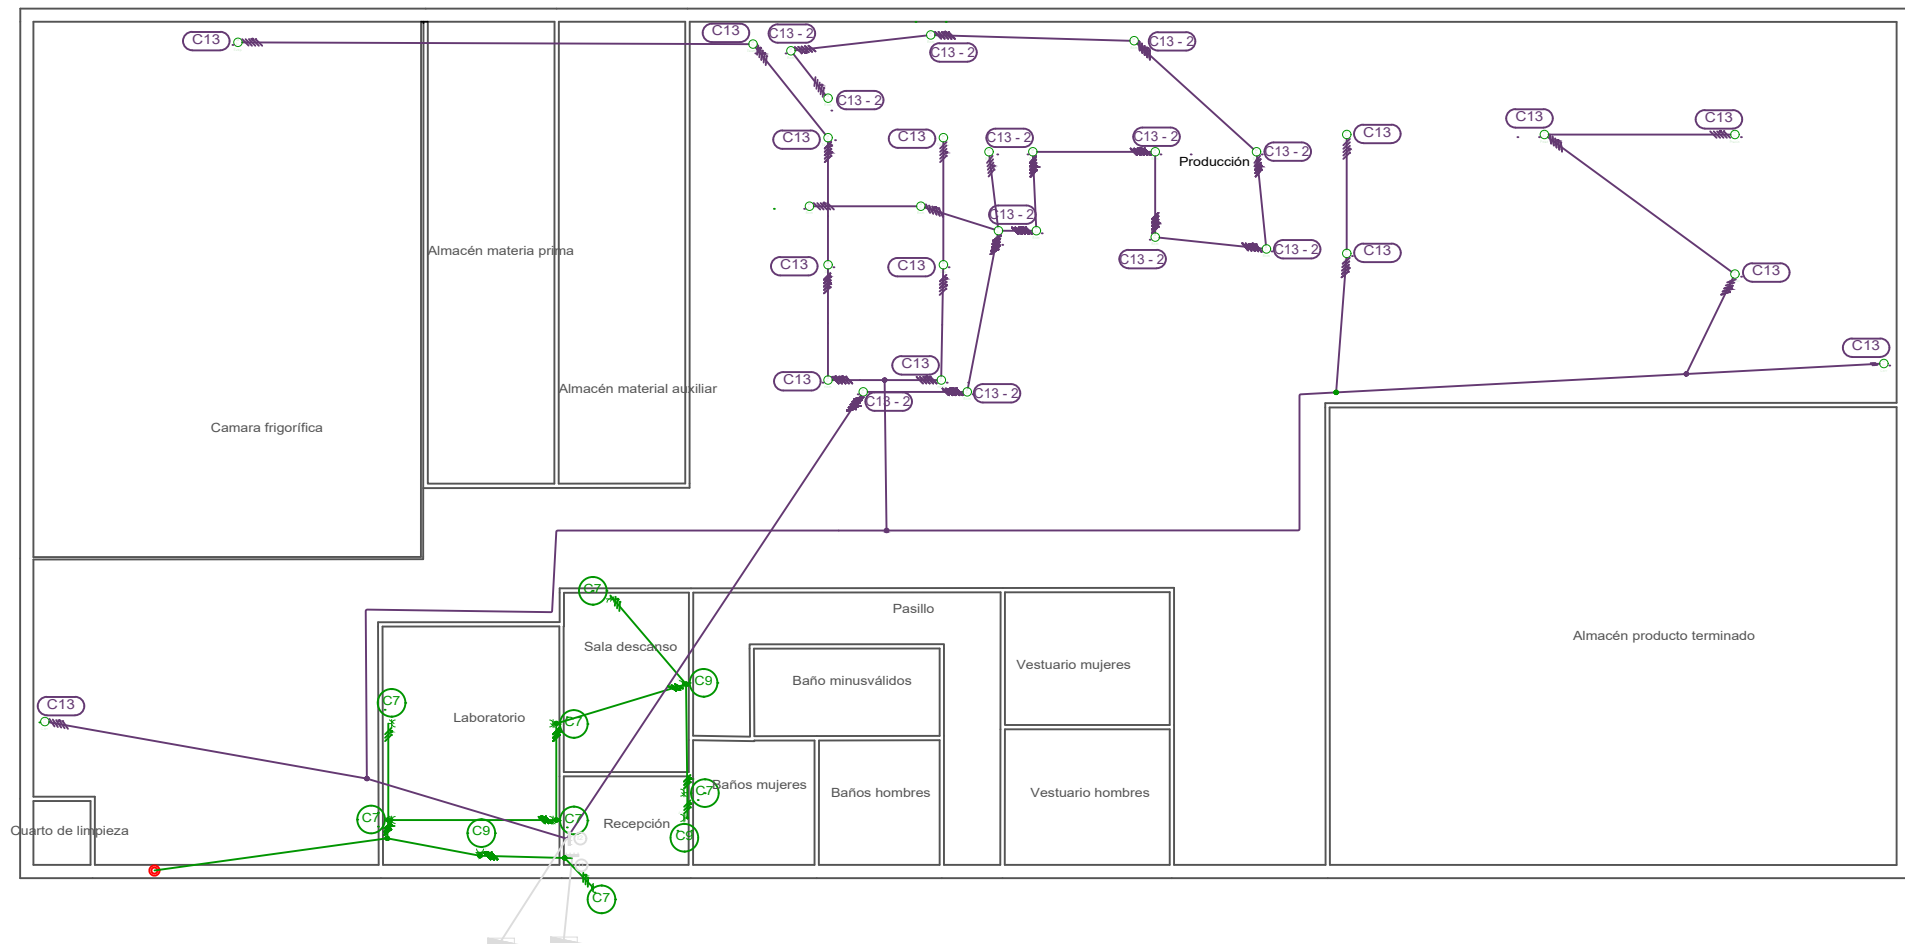 C13
C13
C13 - 2
C13 - 2
C13 - 2
C13 - 2
C13
C13
C13
C13
C13 - 2
C13 - 2
C13 - 2
C13
Producción
C13 - 2
C13 - 2
C13 - 2
C13
Almacén materia prima
C13
C13
C13
C13
C13
C13
C13
Almacén material auxiliar
C13 - 2
C13 - 2
Camara frigorífica
C7
Pasillo
Almacén producto terminado
Sala descanso
Vestuario mujeres
Baño minusválidos
C9
C7
C13
Laboratorio
C7
Baños mujeres
C7
Baños hombres
Vestuario hombres
C7
C7
Recepción
Cuarto de limpieza
C9
C9
C7